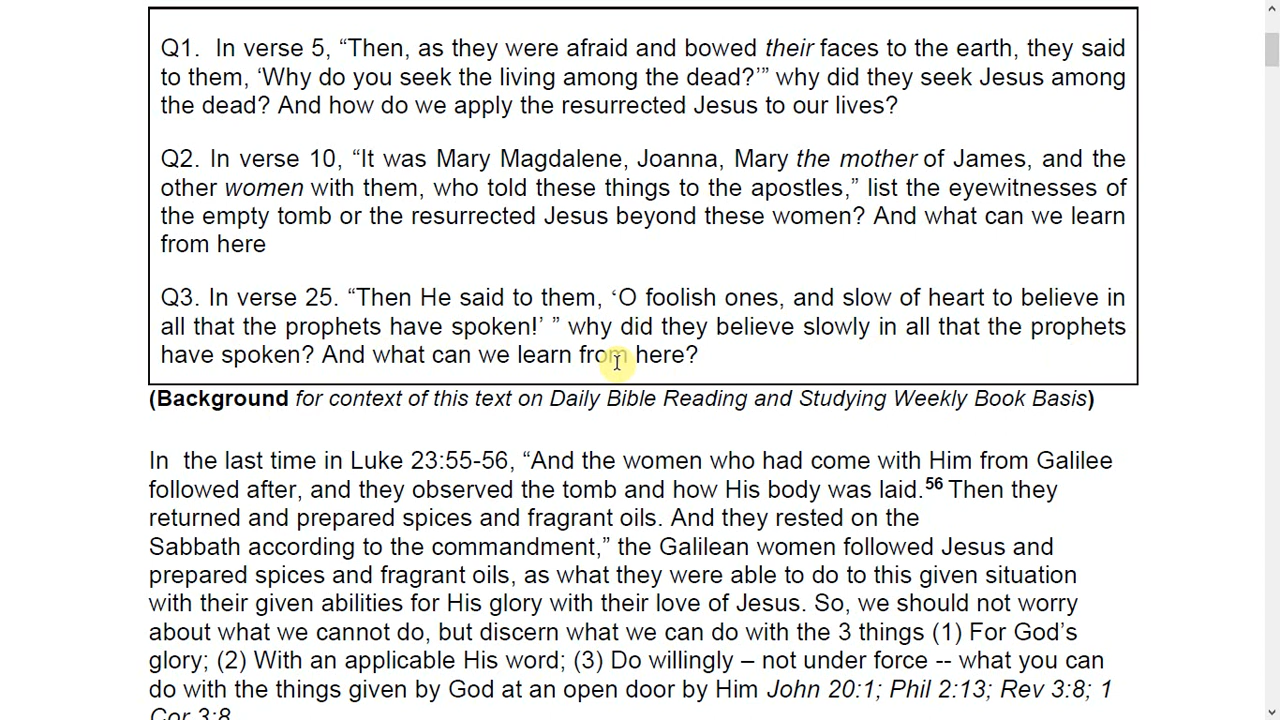 Q1. In verse 5, “Then, as they were afraid and bowed their faces to the earth, they said
to them, ‘Why do you seek the living among the dead?’” why did they seek Jesus among
the dead? And how do we apply the resurrected Jesus to our lives?
Q2. In verse 10, “It was Mary Magdalene, Joanna, Mary the mother of James, and the
other women with them, who told these things to the apostles,” list the eyewitnesses of
the empty tomb or the resurrected Jesus beyond these women? And what can we learn
from here
Q3. In verse 25. “Then He said to them, ‘O foolish ones, and slow of heart to believe in
all that the prophets have spoken!’ ” why did they believe slowly in all that the prophets
have spoken? And what can we learn from here?
(Background for context of this text on Daily Bible Reading and Studying Weekly Book Basis)
In the last time in Luke 23:55-56, “And the women who had come with Him from Galilee
followed after, and they observed the tomb and how His body was laid.56 Then they
returned and prepared spices and fragrant oils. And they rested on the
Sabbath according to the commandment,” the Galilean women followed Jesus and
prepared spices and fragrant oils, as what they were able to do to this given situation
with their given abilities for His glory with their love of Jesus. So, we should not worry
about what we cannot do, but discern what we can do with the 3 things (1) For God’s
glory; (2) With an applicable His word; (3) Do willingly – not under force -- what you can
do with the things given by God at an open door by Him John 20:1; Phil 2:13; Rev 3:8; 1
Cor 3:8